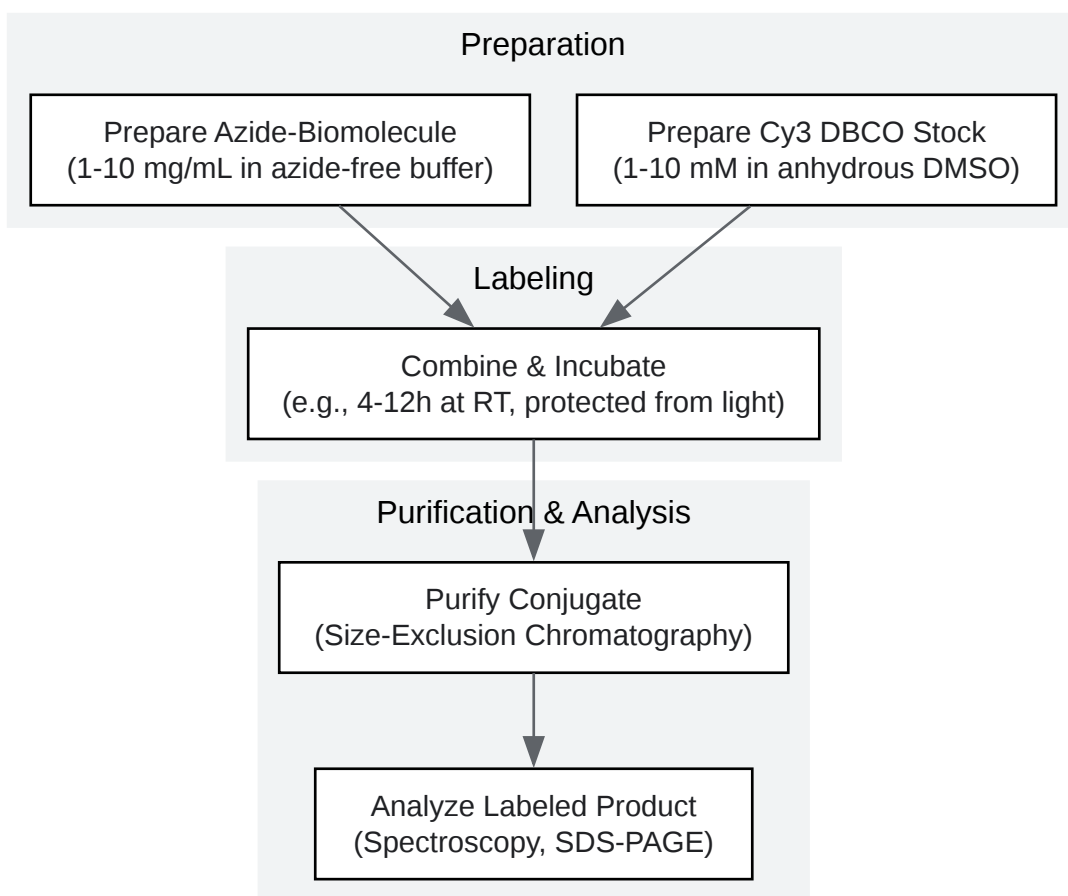 Preparation
Prepare Azide-Biomolecule
(1-10 mg/mL in azide-free buffer)
Prepare Cy3 DBCO Stock
(1-10 mM in anhydrous DMSO)
Labeling
Combine & Incubate
(e.g., 4-12h at RT, protected from light)
Purification & Analysis
Purify Conjugate
(Size-Exclusion Chromatography)
Analyze Labeled Product
(Spectroscopy, SDS-PAGE)